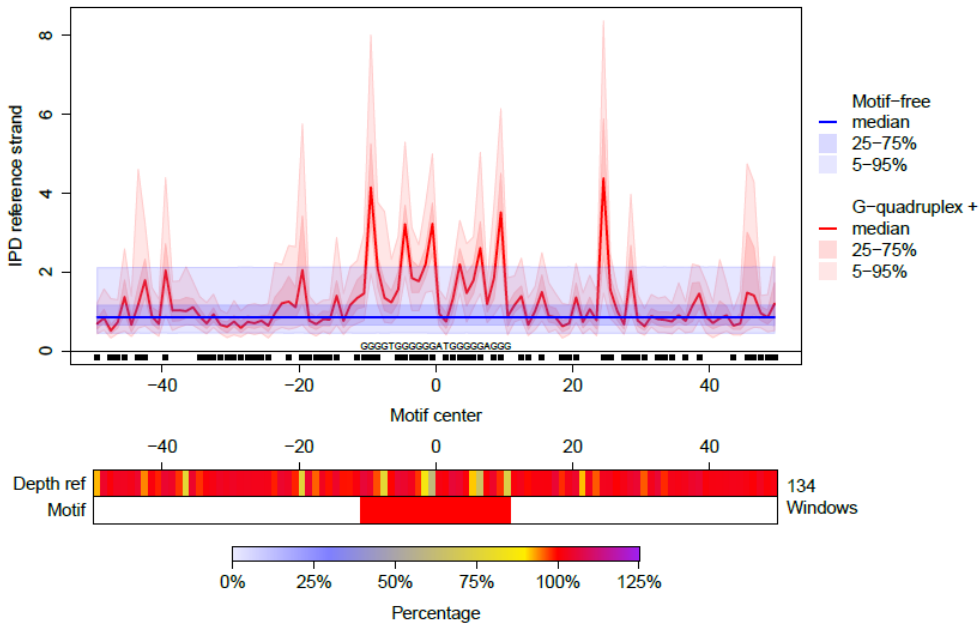 8
6
4
2
0
IPD reference strand
GGGGTGGGGGGATGGGGGAGGG
−40 −20 0 20 40
Motif center
Motif−free
median
25−75%
5−95%
G−quadruplex +
median
25−75%
5−95%
−40 −20 0 20 40
Depth ref
Motif
134
Windows
0% 25% 50% 75% 100% 125%
Percentage